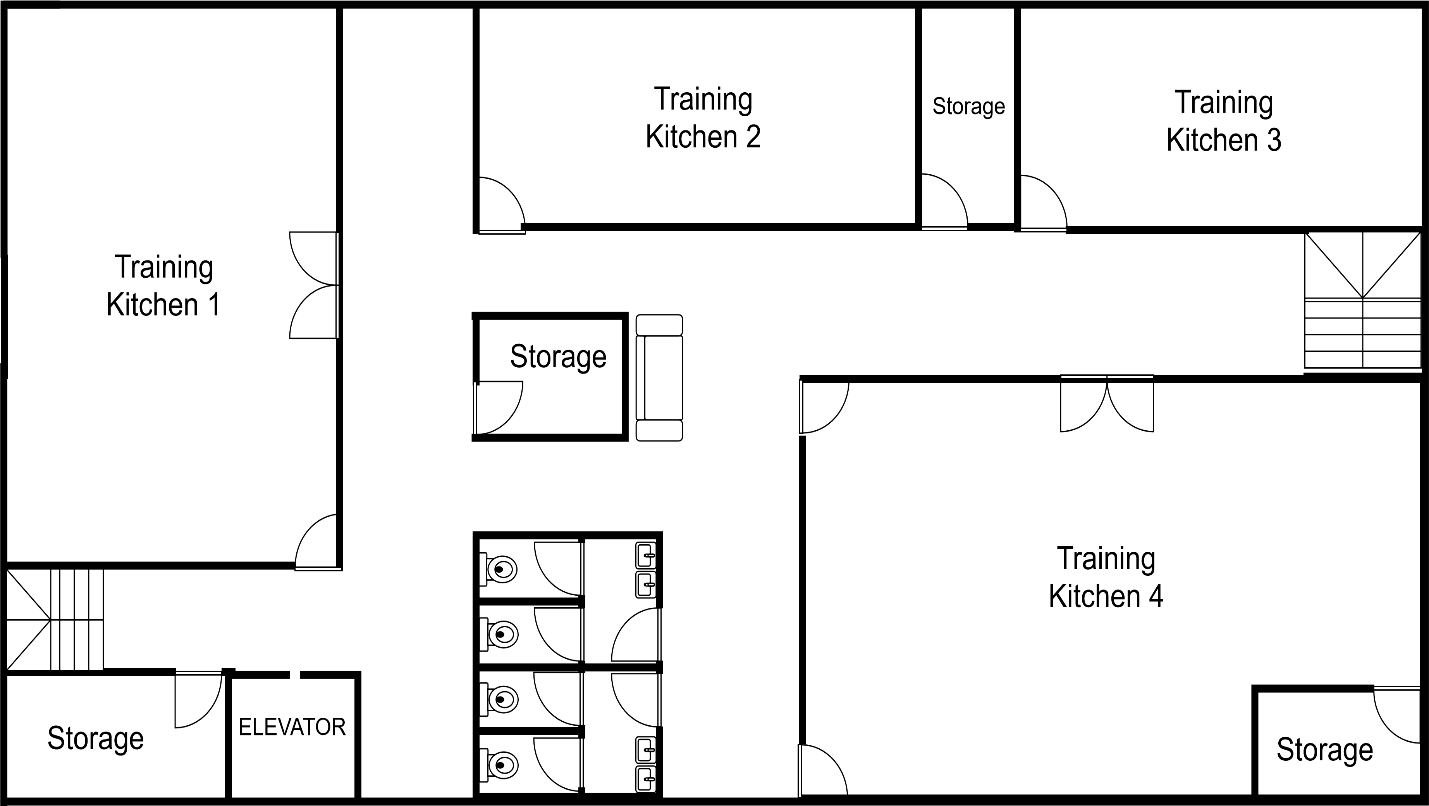 Training
Kitchen 2
Storage
Training
Kitchen 3
Training
Kitchen 1
Storage
Training
Kitchen 4
Storage
ELEVATOR
Storage